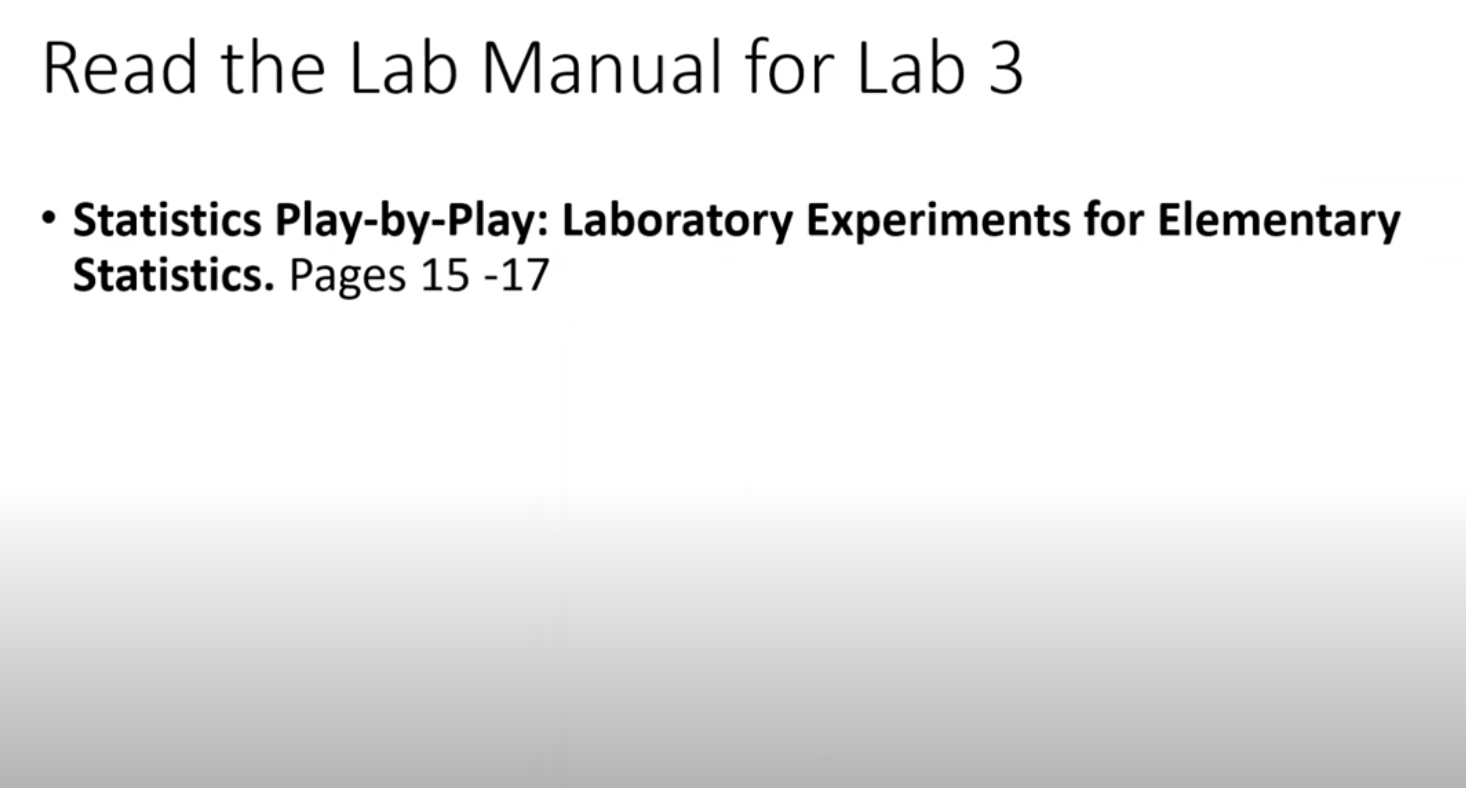 Read the Lab Manual for Lab 3
• Statistics Play-by-Play: Laboratory Experiments for Elementary
Statistics. Pages 15 -17